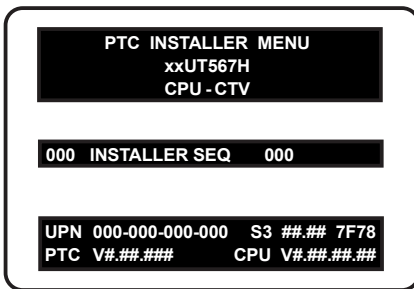 PTC INSTALLER MENU
xxUT567H
CPU - CTV
000 INSTALLER SEQ 000
UPN 000-000-000-000 S3 ##.## 7F78
PTC V#.##.### CPU V#.##.##.##